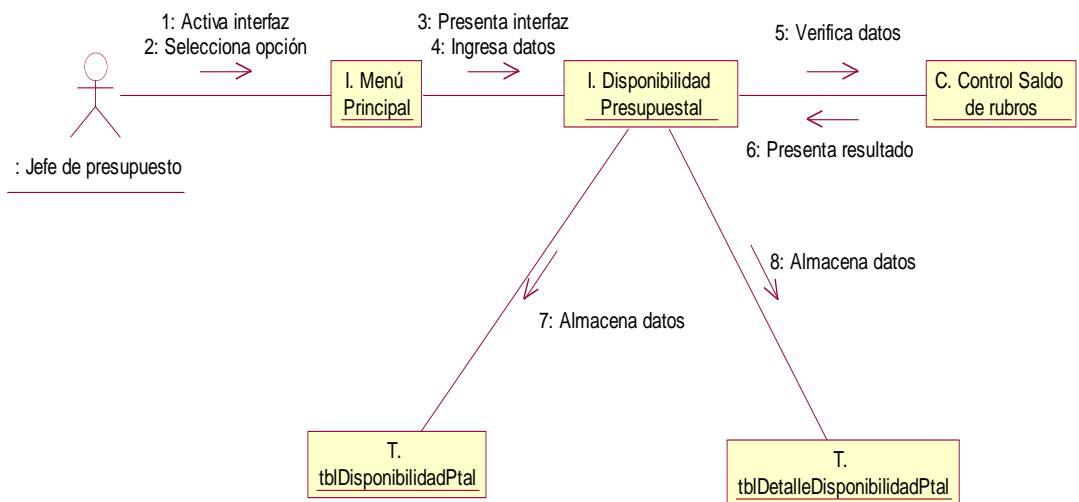 1: Activa interfaz
2: Selecciona opción
3: Presenta interfaz
4: Ingresa datos
5: Verifica datos
I. Menú
Principal
I. Disponibilidad
Presupuestal
C. Control Saldo
de rubros
6: Presenta resultado
: Jefe de presupuesto
8: Almacena datos
7: Almacena datos
T.
tblDisponibilidadPtal
T.
tblDetalleDisponibilidadPtal